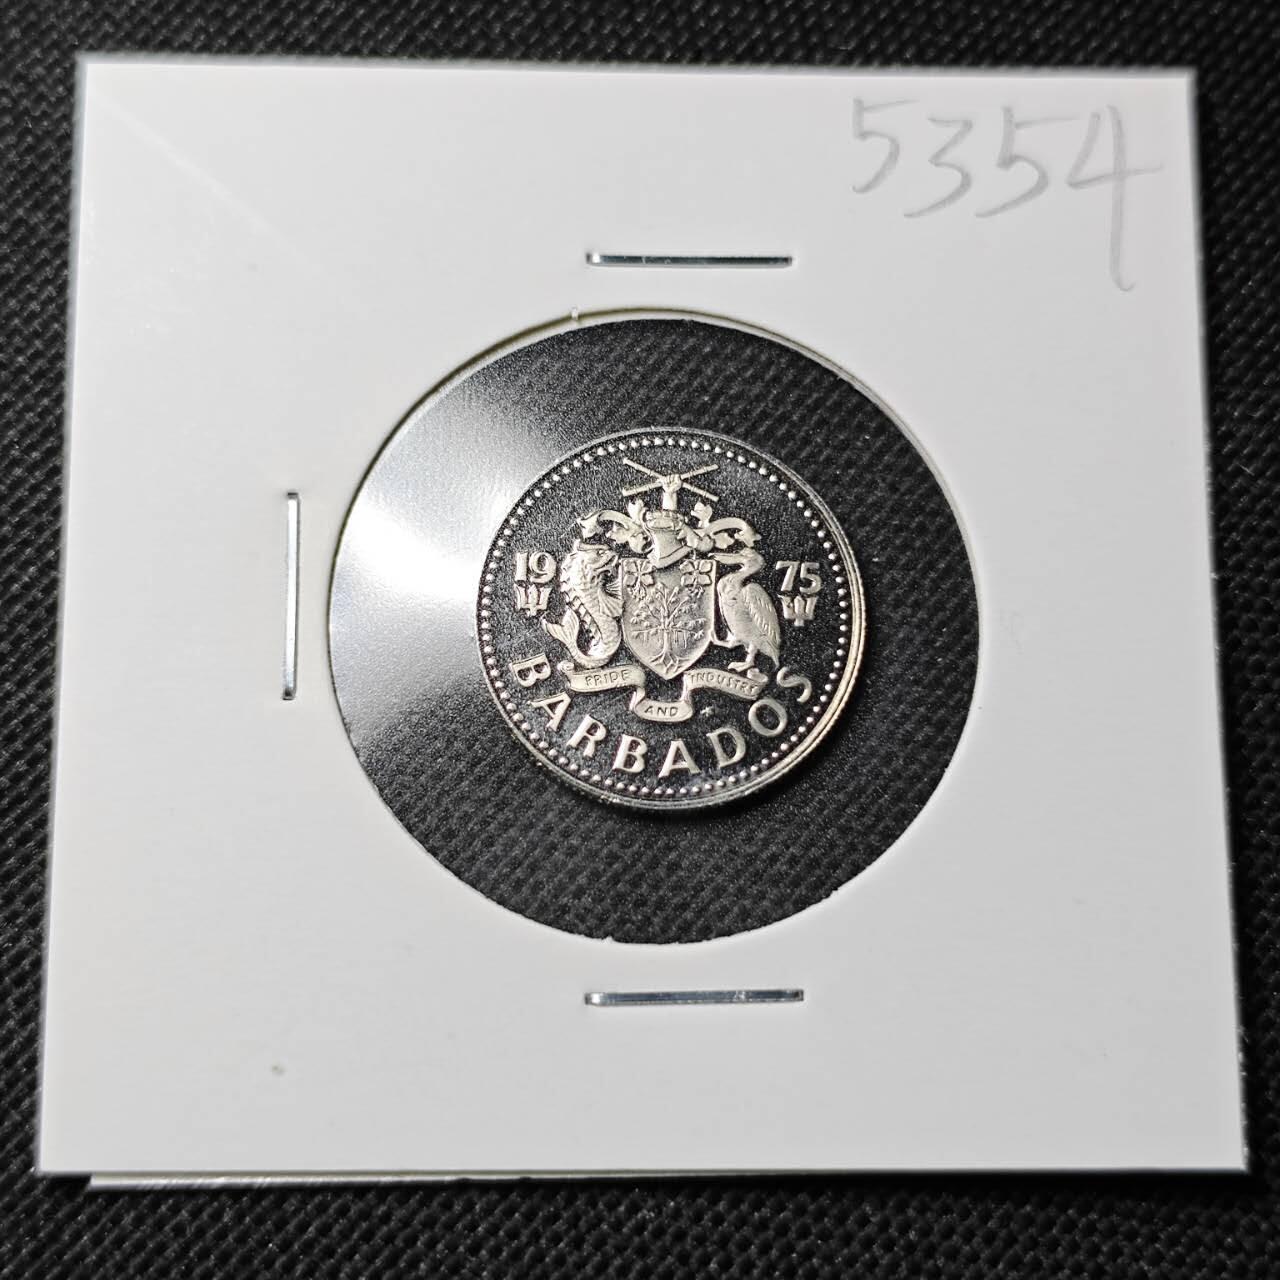 5354
19 75
PRIDE AND INDUSTRY
BARBADOS